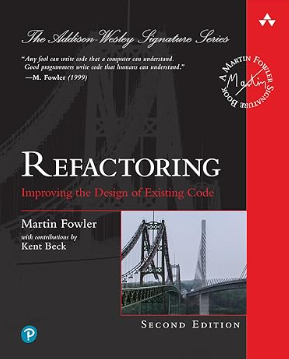 The Addison-Wesley Signature Series
"Any fool can write code that a computer can understand.
Good programmers write code that humans can understand."
—M. Fowler (1999)
A MARTIN FOWLER SIGNATURE BOOK
Martin
REFACTORING
Improving the Design of Existing Code
Martin Fowler
with contributions by
Kent Beck
P
SECOND EDITION